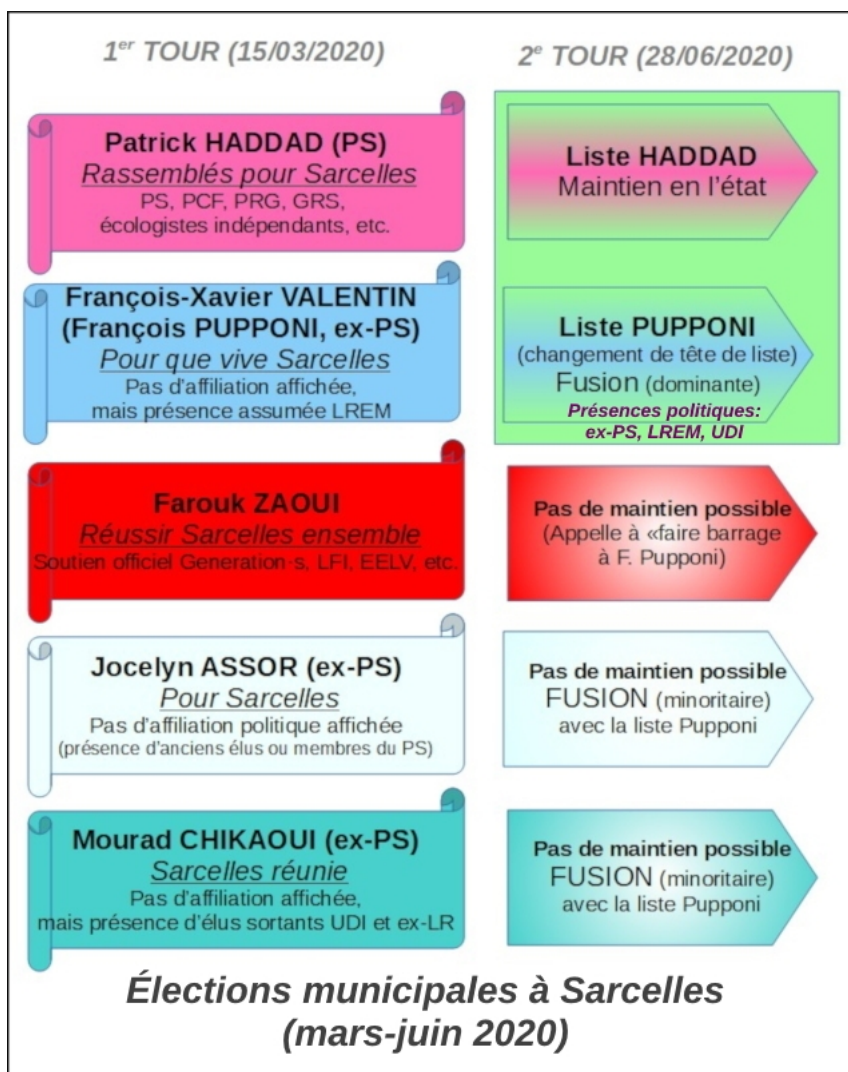 1er TOUR (15/03/2020)
2e TOUR (28/06/2020)
Patrick HADDAD (PS)
Rassemblés pour Sarcelles
PS, PCF, PRG, GRS,
écologistes indépendants, etc.
Liste HADDAD
Maintien en l'état
François-Xavier VALENTIN
(François PUPPONI, ex-PS)
Pour que vive Sarcelles
Pas d'affiliation affichée,
mais présence assumée LREM
Liste PUPPONI
(changement de tête de liste)
Fusion (dominante)
Présences politiques:
ex-PS, LREM, UDI
Farouk ZAOUI
Réussir Sarcelles ensemble
Soutien officiel Generation·s, LFI, EELV, etc.
Pas de maintien possible
(Appelle à «faire barrage
à F. Pupponi)
Jocelyn ASSOR (ex-PS)
Pour Sarcelles
Pas d'affiliation politique affichée
(présence d'anciens élus ou membres du PS)
Pas de maintien possible
FUSION (minoritaire)
avec la liste Pupponi
Mourad CHIKAOUI (ex-PS)
Sarcelles réunie
Pas d'affiliation affichée,
mais présence d'élus sortants UDI et ex-LR
Pas de maintien possible
FUSION (minoritaire)
avec la liste Pupponi
Élections municipales à Sarcelles
(mars-juin 2020)